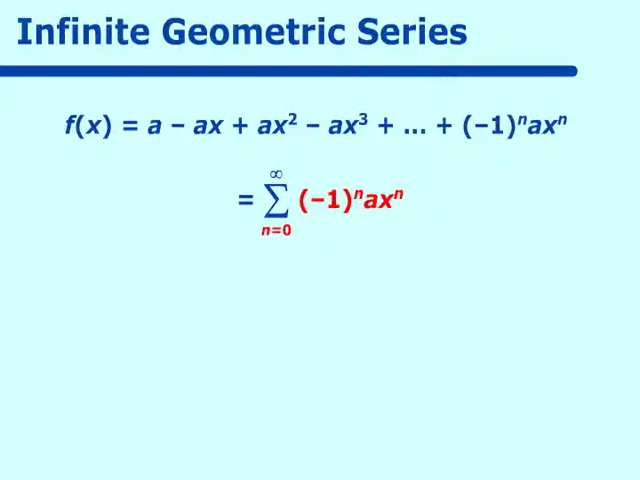 Infinite Geometric Series
f(x) = a – ax + ax² – ax³ + ... + (–1)ⁿaxⁿ
∞
= ∑ (–1)ⁿaxⁿ
n=0